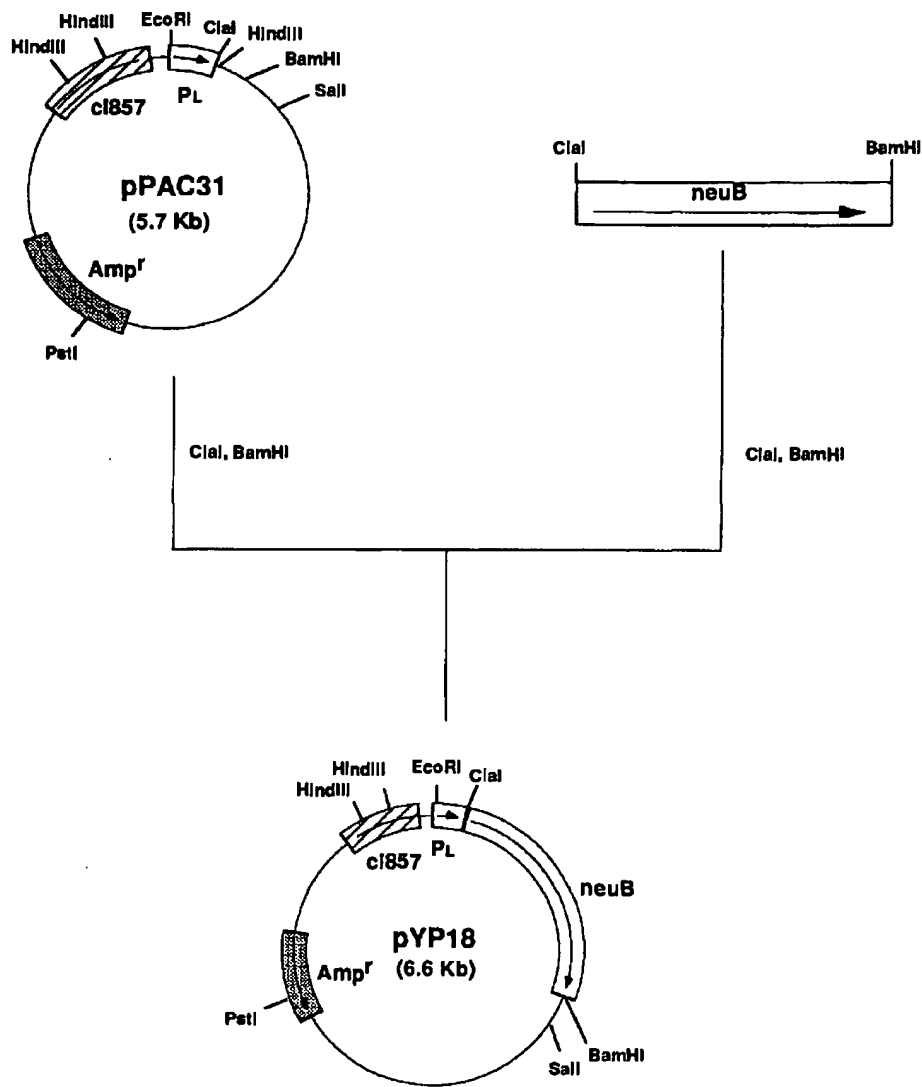 HindIII
HindIII
EcoRI
ClaI
HindIII
BamHI
SalI
PL
cI857
pPAC31
(5.7 Kb)
Ampr
PstI
ClaI
BamHI
neuB
ClaI, BamHI
ClaI, BamHI
HindIII
HindIII
EcoRI
ClaI
PL
cI857
neuB
pYP18
(6.6 Kb)
Ampr
PstI
SalI
BamHI